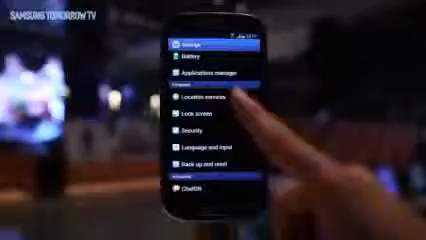 SAMSUNG TOMORROW TV
Settings
Battery
Applications manager
Personal
Location services
Lock screen
Security
Language and input
Back up and reset
ChatON